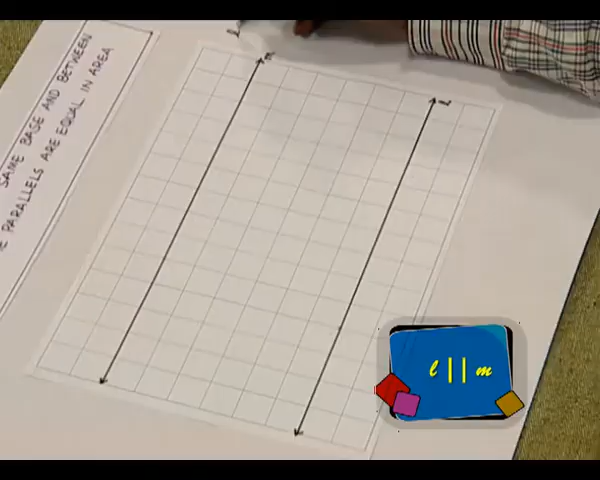 SAME BASE AND BETWEEN
PARALLELS ARE EQUAL IN AREA
m
l
l || m